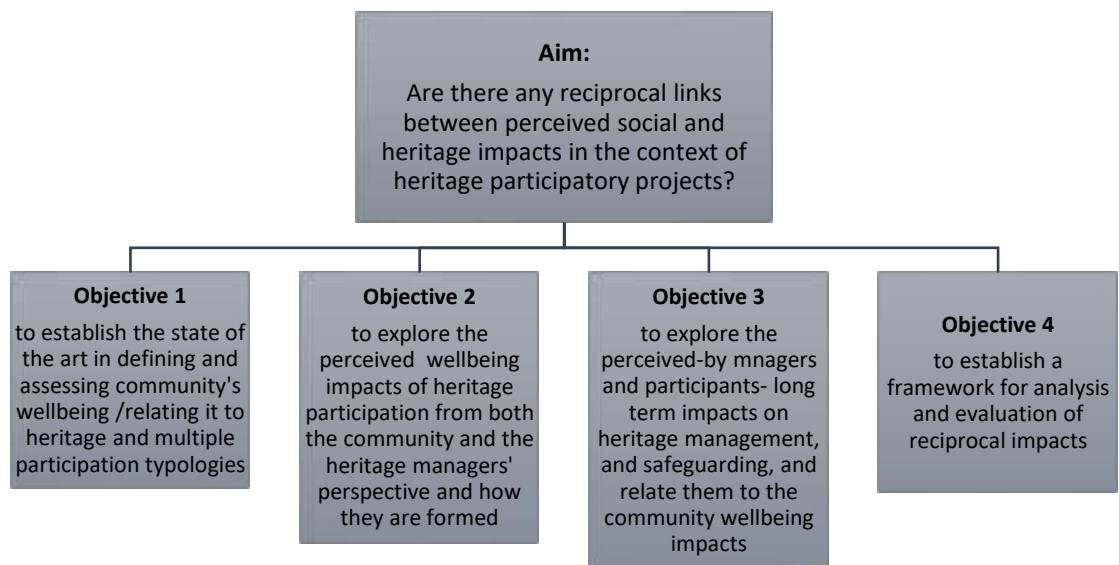 Aim:
Are there any reciprocal links
between perceived social and
heritage impacts in the context of
heritage participatory projects?
Objective 1
to establish the state of
the art in defining and
assessing community's
wellbeing /relating it to
heritage and multiple
participation typologies
Objective 2
to explore the
perceived wellbeing
impacts of heritage
participation from both
the community and the
heritage managers'
perspective and how
they are formed
Objective 3
to explore the
perceived-by mnagers
and participants- long
term impacts on
heritage management,
and safeguarding, and
relate them to the
community wellbeing
impacts
Objective 4
to establish a
framework for analysis
and evaluation of
reciprocal impacts